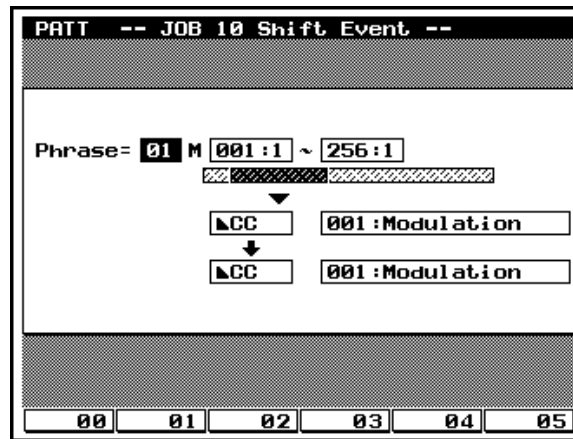 PATT -- JOB 10 Shift Event --
Phrase= 01 M 001:1 ~ 256:1
CC 001:Modulation
CC 001:Modulation
00 01 02 03 04 05